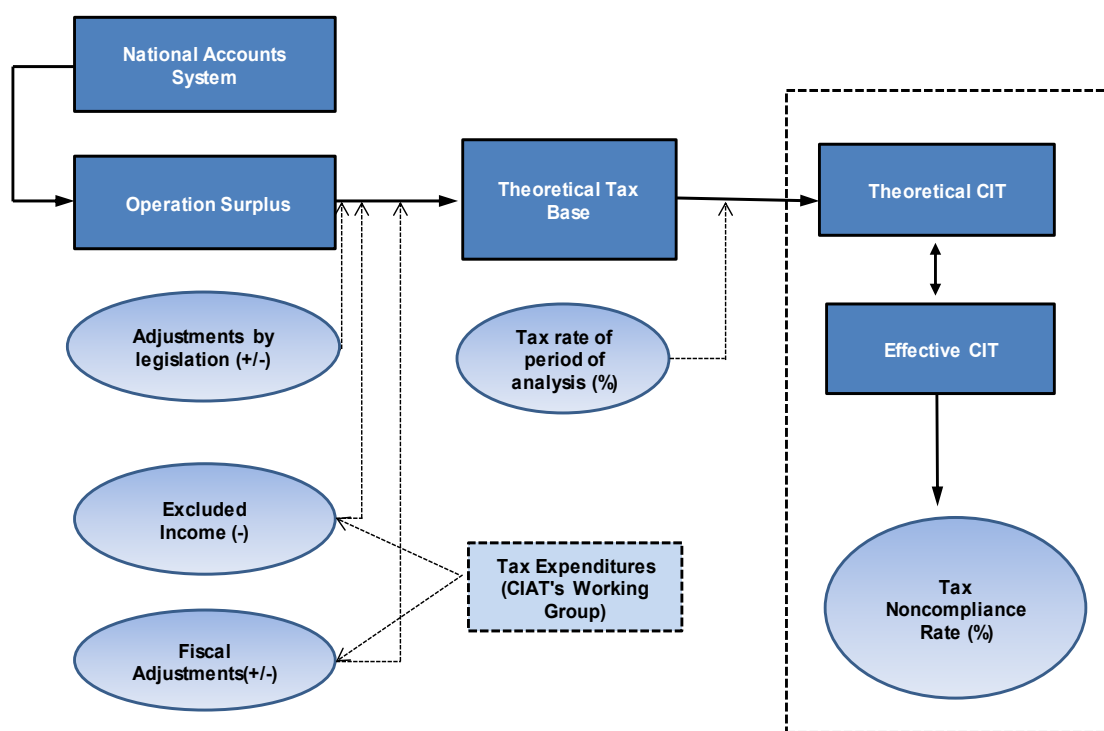 National Accounts
System
Operation Surplus
Theoretical Tax
Base
Theoretical CIT
Adjustments by
legislation (+/-)
Tax rate of
period of
analysis (%)
Effective CIT
Excluded
Income (-)
Tax Expenditures
(CIAT's Working
Group)
Tax
Noncompliance
Rate (%)
Fiscal
Adjustments(+/-)